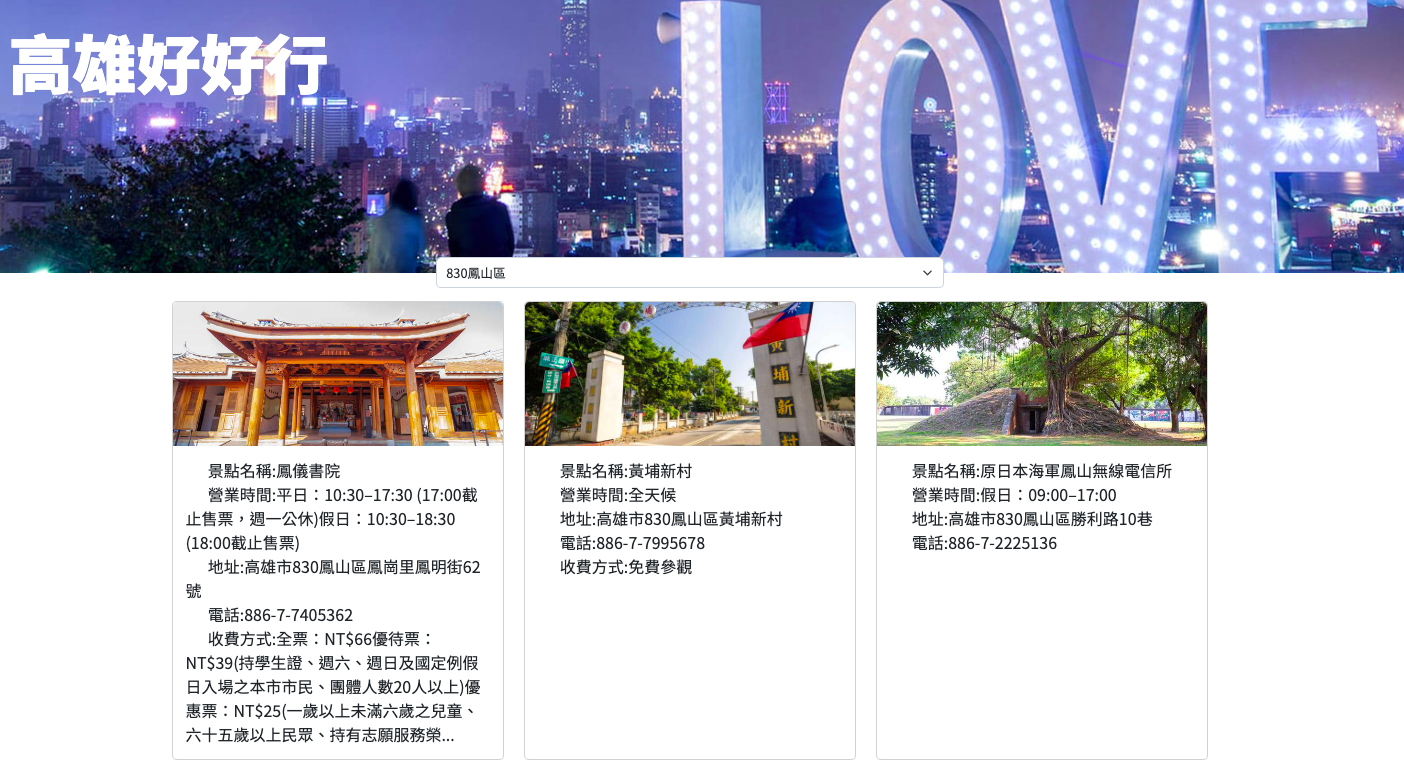 高雄好好行
LOVE
830鳳山區
景點名稱:鳳儀書院
營業時間:平日：10:30–17:30 (17:00截
止售票，週一公休)假日：10:30–18:30
(18:00截止售票)
地址:高雄市830鳳山區鳳崗里鳳明街62
號
電話:886-7-7405362
收費方式:全票：NT$66優待票：
NT$39(持學生證、週六、週日及國定例假
日入場之本市市民、團體人數20人以上)優
惠票：NT$25(一歲以上未滿六歲之兒童、
六十五歲以上民眾、持有志願服務榮...
黃埔新村
景點名稱:黃埔新村
營業時間:全天候
地址:高雄市830鳳山區黃埔新村
電話:886-7-7995678
收費方式:免費參觀
景點名稱:原日本海軍鳳山無線電信所
營業時間:假日：09:00–17:00
地址:高雄市830鳳山區勝利路10巷
電話:886-7-2225136